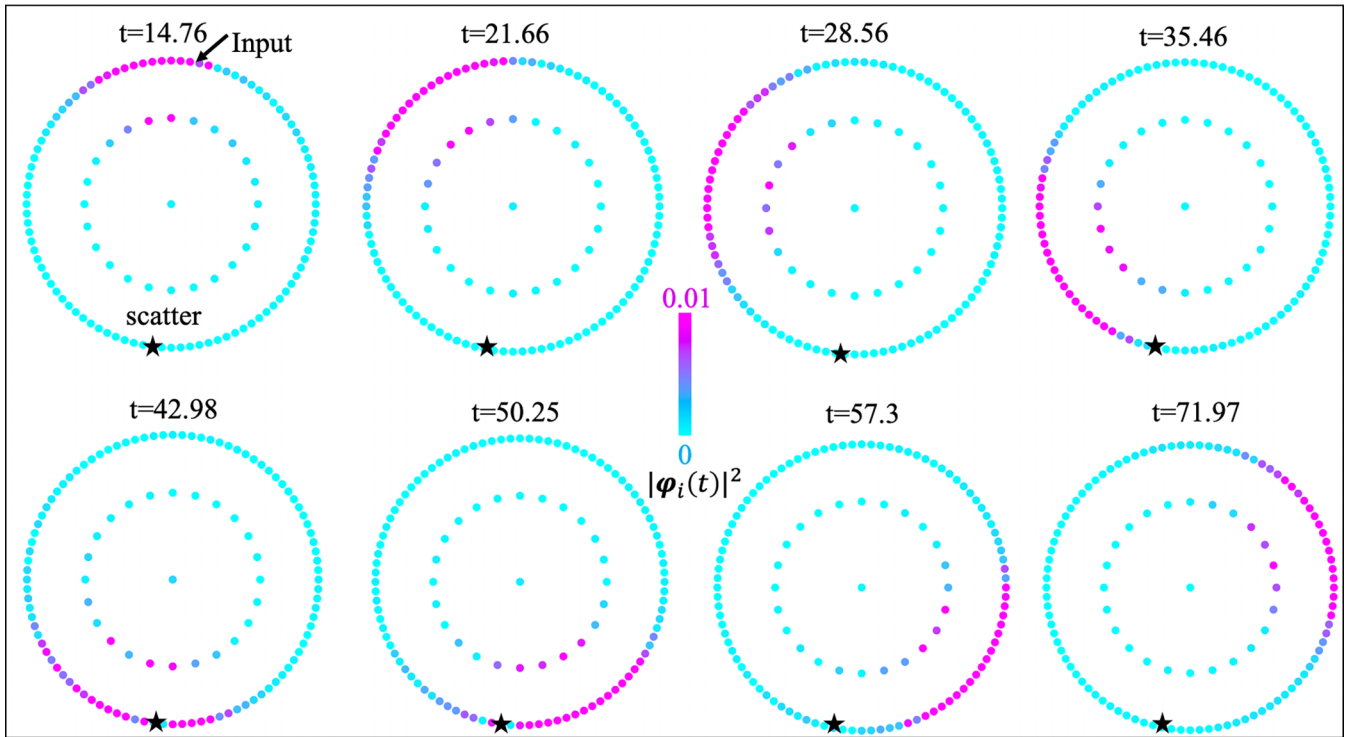 t=14.76
Input
t=21.66
t=28.56
t=35.46
scatter
0.01
0
|φᵢ(t)|²
t=42.98
t=50.25
t=57.3
t=71.97